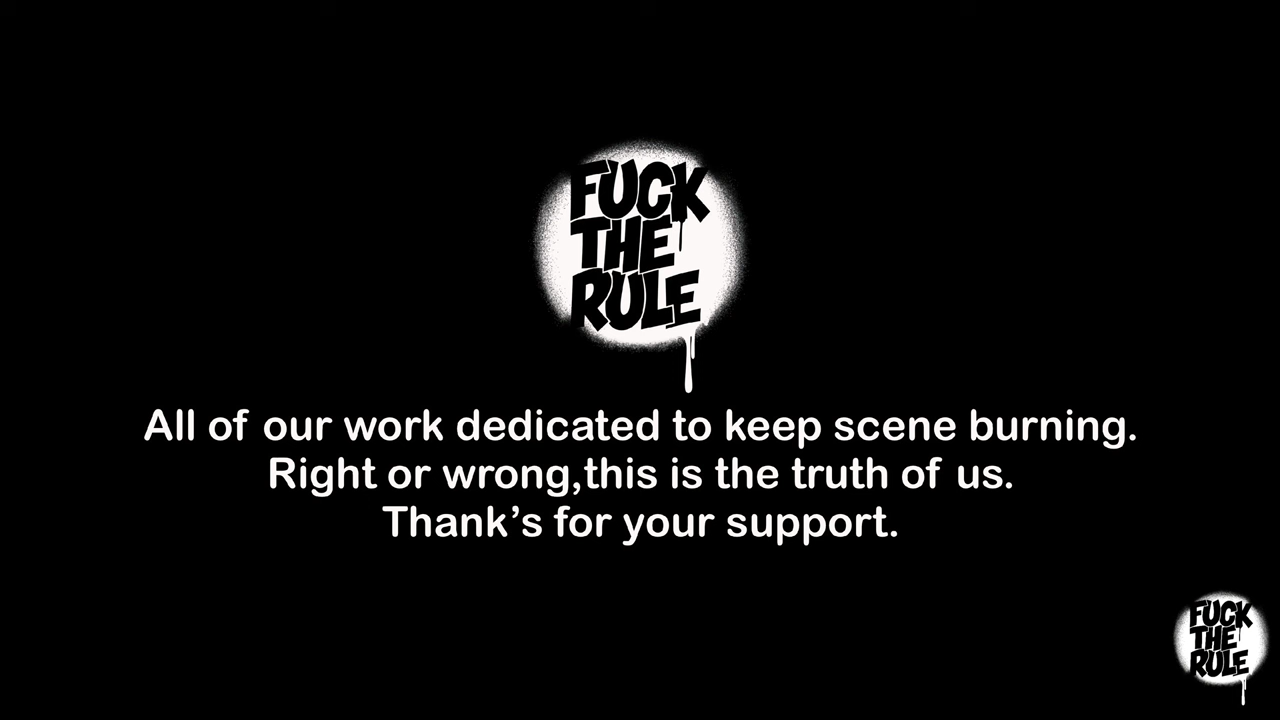 FUCK
THE
RULE
All of our work dedicated to keep scene burning.
Right or wrong,this is the truth of us.
Thank’s for your support.
FUCK
THE
RULE